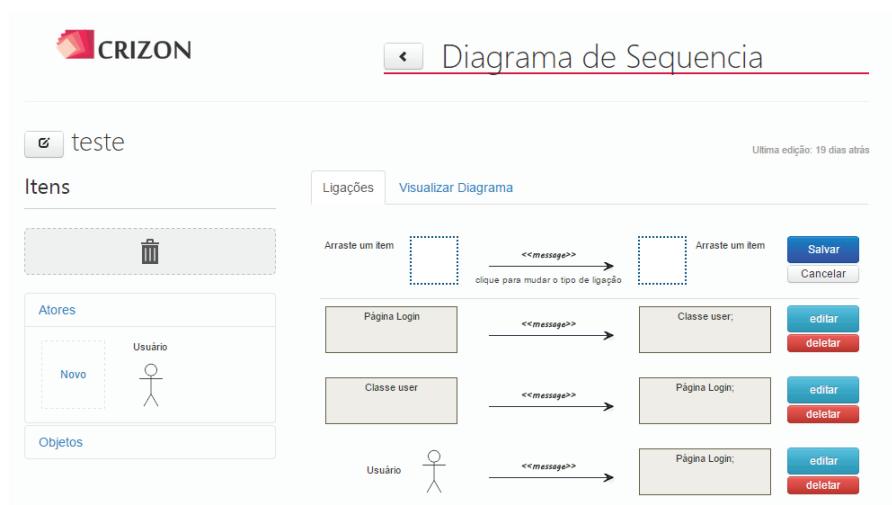 CRIZON
Diagrama de Sequencia
teste
Ultima edição: 19 dias atrás
Itens
Ligações
Visualizar Diagrama
Arraste um item
<<message>>
clique para mudar o tipo de ligação
Arraste um item
Salvar
Cancelar
Atores
Novo
Usuário
Objetos
Página Login
<<message>>
Classe user;
editar
deletar
Classe user
<<message>>
Página Login;
editar
deletar
Usuário
<<message>>
Página Login;
editar
deletar